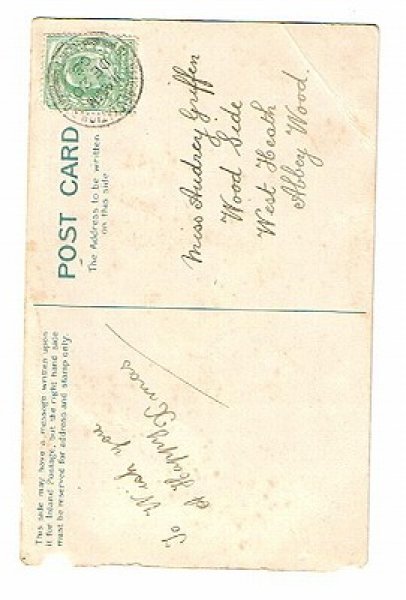 This side may have a message written upon
it for Inland Postage, but the right hand side
must be reserved for address and stamp only.
To Wish you
A Happy Xmas
POST CARD
The Address to be written
on this side
Miss Audrey Griffen
Wood Side
West Heath
Abbey Wood.